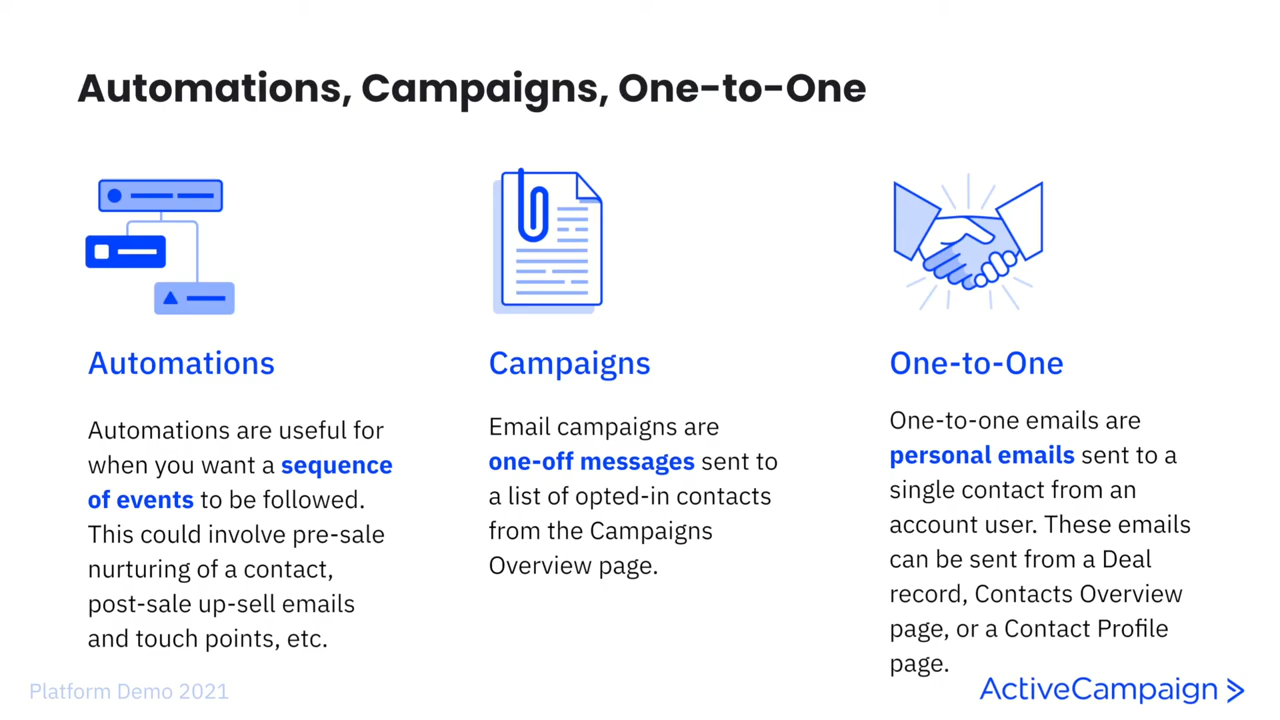 Automations, Campaigns, One-to-One
Automations
Automations are useful for
when you want a sequence
of events to be followed.
This could involve pre-sale
nurturing of a contact,
post-sale up-sell emails
and touch points, etc.
Campaigns
Email campaigns are
one-off messages sent to
a list of opted-in contacts
from the Campaigns
Overview page.
One-to-One
One-to-one emails are
personal emails sent to a
single contact from an
account user. These emails
can be sent from a Deal
record, Contacts Overview
page, or a Contact Profile
page.
Platform Demo 2021
ActiveCampaign